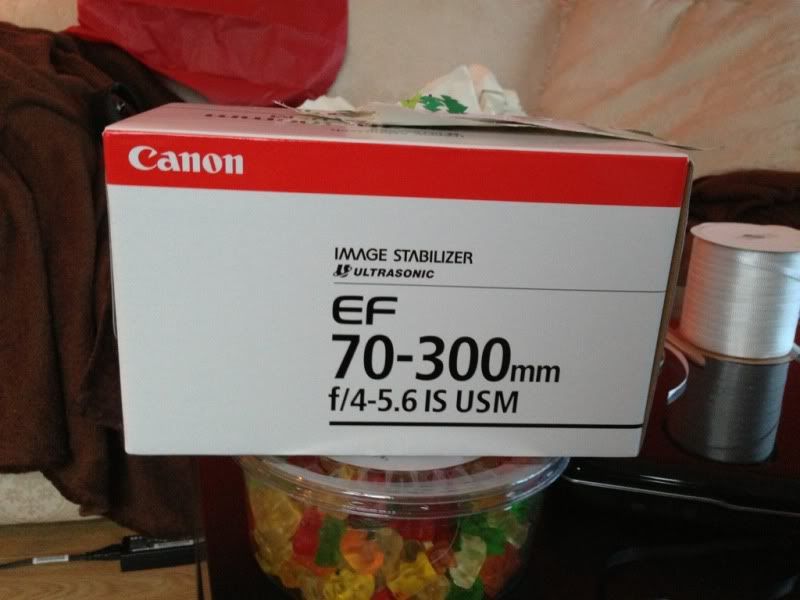 Canon
IMAGE STABILIZER
ULTRASONIC
EF
70-300mm
f/4-5.6 IS USM